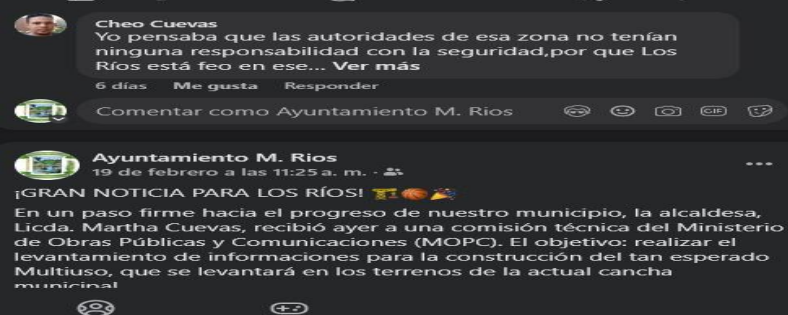 Cheo Cuevas
Yo pensaba que las autoridades de esa zona no tenían
ninguna responsabilidad con la seguridad,por que Los
Ríos está feo en ese... Ver más
6 días Me gusta Responder
Comentar como Ayuntamiento M. Rios
GIF
Ayuntamiento M. Rios
19 de febrero a las 11:25 a. m. ·
¡GRAN NOTICIA PARA LOS RÍOS! 🏗️🏀🎉
En un paso firme hacia el progreso de nuestro municipio, la alcaldesa,
Licda. Martha Cuevas, recibió ayer a una comisión técnica del Ministerio
de Obras Públicas y Comunicaciones (MOPC). El objetivo: realizar el
levantamiento de informaciones para la construcción del tan esperado
Multiuso, que se levantará en los terrenos de la actual cancha
municipal